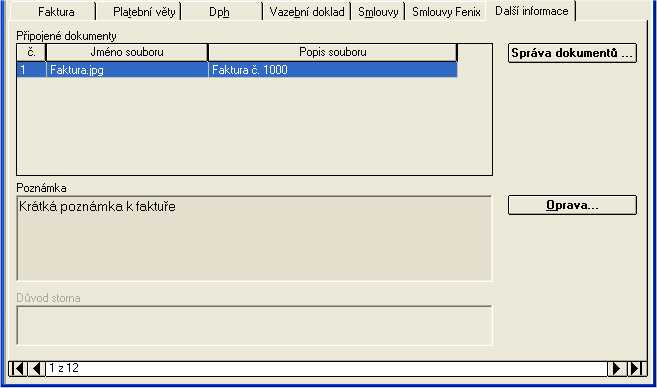 Faktura Platební věty Dph Vazební doklad Smlouvy Smlouvy Fenix Další informace
Připojené dokumenty
č. Jméno souboru Popis souboru
Správa dokumentů ...
1 Faktura.jpg Faktura č. 1000
Poznámka
Krátká poznámka k faktuře
Oprava...
Důvod storna
1 z 12